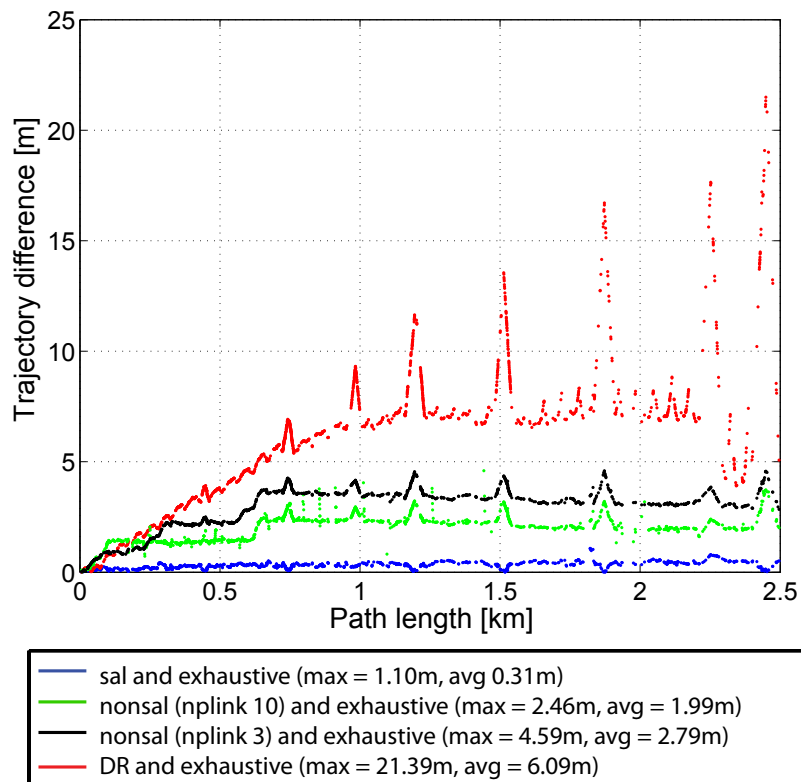 25
20
15
10
5
0
Trajectory difference [m]
0 0.5 1 1.5 2 2.5
Path length [km]
sal and exhaustive (max = 1.10m, avg 0.31m)
nonsal (nplink 10) and exhaustive (max = 2.46m, avg = 1.99m)
nonsal (nplink 3) and exhaustive (max = 4.59m, avg = 2.79m)
DR and exhaustive (max = 21.39m, avg = 6.09m)